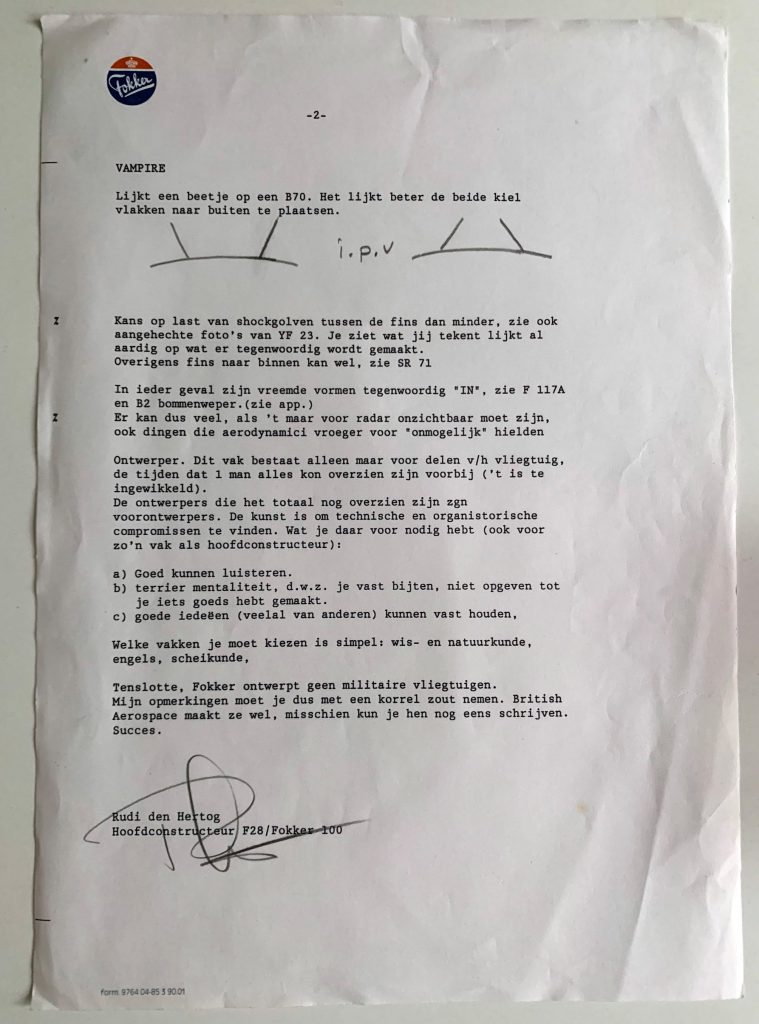 Fokker
-2-
VAMPIRE
Lijkt een beetje op een B70. Het lijkt beter de beide kiel
vlakken naar buiten te plaatsen.
i.p.v
Kans op last van shockgolven tussen de fins dan minder, zie ook
aangehechte foto's van YF 23. Je ziet wat jij tekent lijkt al
aardig op wat er tegenwoordig wordt gemaakt.
Overigens fins naar binnen kan wel, zie SR 71
In ieder geval zijn vreemde vormen tegenwoordig "IN", zie F 117A
en B2 bommenweper.(zie app.)
Er kan dus veel, als 't maar voor radar onzichtbaar moet zijn,
ook dingen die aerodynamici vroeger voor "onmogelijk" hielden
Ontwerper. Dit vak bestaat alleen maar voor delen v/h vliegtuig,
de tijden dat 1 man alles kon overzien zijn voorbij ('t is te
ingewikkeld).
De ontwerpers die het totaal nog overzien zijn zgn
voorontwerpers. De kunst is om technische en organistorische
compromissen te vinden. Wat je daar voor nodig hebt (ook voor
zo'n vak als hoofdconstructeur):
a) Goed kunnen luisteren.
b) terrier mentaliteit, d.w.z. je vast bijten, niet opgeven tot
je iets goeds hebt gemaakt.
c) goede iedeëen (veelal van anderen) kunnen vast houden,
Welke vakken je moet kiezen is simpel: wis- en natuurkunde,
engels, scheikunde,
Tenslotte, Fokker ontwerpt geen militaire vliegtuigen.
Mijn opmerkingen moet je dus met een korrel zout nemen. British
Aerospace maakt ze wel, misschien kun je hen nog eens schrijven.
Succes.
Rudi den Hertog
Hoofdconstructeur F28/Fokker 100
form. 9764 04-85 3 90.01